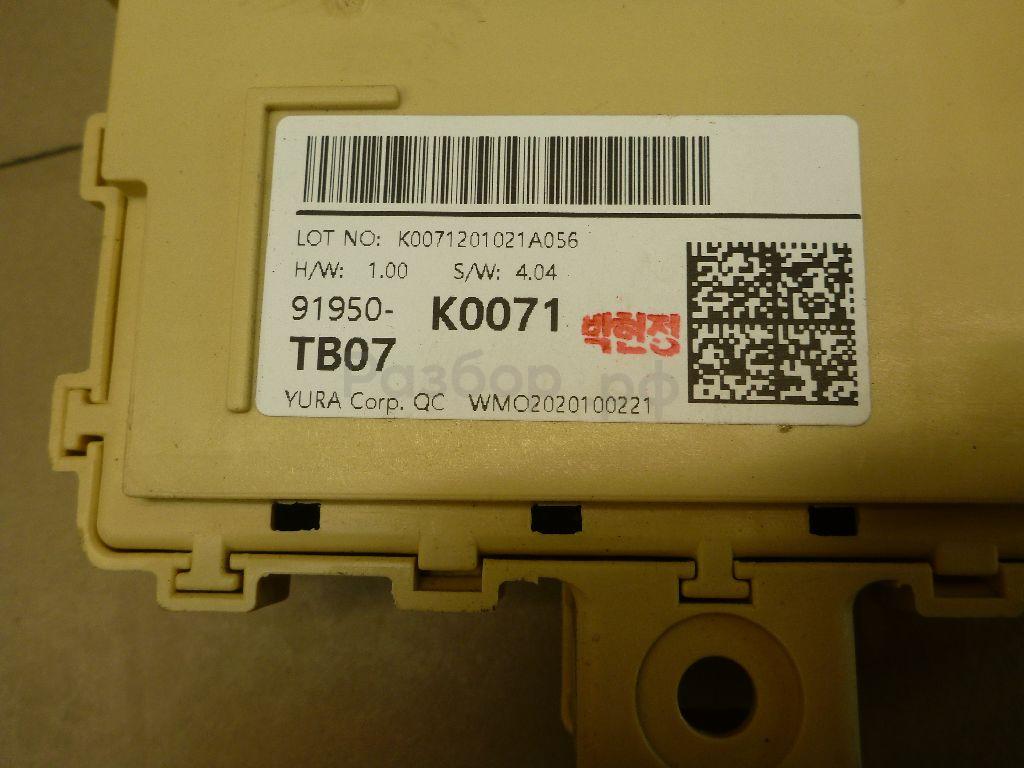 LOT NO: K0071201021A056
H/W: 1.00 S/W: 4.04
91950- K0071
박현정
TB07
Разбор.рф
YURA Corp. QC WMO2020100221